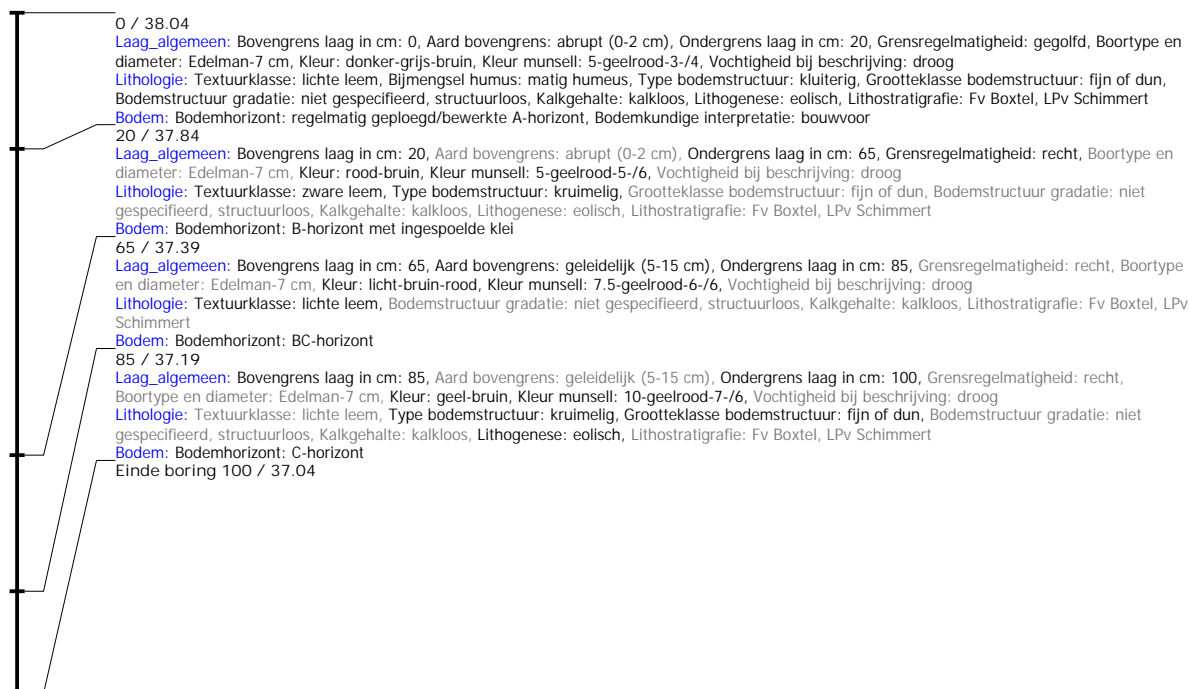 0 / 38.04
Laag_algemeen: Bovengrens laag in cm: 0, Aard bovengrens: abrupt (0-2 cm), Ondergrens laag in cm: 20, Grensregelmatigheid: gegolfd, Boortype en
diameter: Edelman-7 cm, Kleur: donker-grijs-bruin, Kleur munsell: 5-geelrood-3-/4, Vochtigheid bij beschrijving: droog
Lithologie: Textuurklasse: lichte leem, Bijmengsel humus: matig humeus, Type bodemstructuur: kluiterig, Grootteklasse bodemstructuur: fijn of dun,
Bodemstructuur gradatie: niet gespecifieerd, structuurloos, Kalkgehalte: kalkloos, Lithogenese: eolisch, Lithostratigrafie: Fv Boxtel, LPv Schimmert
Bodem: Bodemhorizont: regelmatig geploegd/bewerkte A-horizont, Bodemkundige interpretatie: bouwvoor
20 / 37.84
Laag_algemeen: Bovengrens laag in cm: 20, Aard bovengrens: abrupt (0-2 cm), Ondergrens laag in cm: 65, Grensregelmatigheid: recht, Boortype en
diameter: Edelman-7 cm, Kleur: rood-bruin, Kleur munsell: 5-geelrood-5-/6, Vochtigheid bij beschrijving: droog
Lithologie: Textuurklasse: zware leem, Type bodemstructuur: kruimelig, Grootteklasse bodemstructuur: fijn of dun, Bodemstructuur gradatie: niet
gespecifieerd, structuurloos, Kalkgehalte: kalkloos, Lithogenese: eolisch, Lithostratigrafie: Fv Boxtel, LPv Schimmert
Bodem: Bodemhorizont: B-horizont met ingespoelde klei
65 / 37.39
Laag_algemeen: Bovengrens laag in cm: 65, Aard bovengrens: geleidelijk (5-15 cm), Ondergrens laag in cm: 85, Grensregelmatigheid: recht, Boortype
en diameter: Edelman-7 cm, Kleur: licht-bruin-rood, Kleur munsell: 7.5-geelrood-6-/6, Vochtigheid bij beschrijving: droog
Lithologie: Textuurklasse: lichte leem, Bodemstructuur gradatie: niet gespecifieerd, structuurloos, Kalkgehalte: kalkloos, Lithostratigrafie: Fv Boxtel, LPv
Schimmert
Bodem: Bodemhorizont: BC-horizont
85 / 37.19
Laag_algemeen: Bovengrens laag in cm: 85, Aard bovengrens: geleidelijk (5-15 cm), Ondergrens laag in cm: 100, Grensregelmatigheid: recht,
Boortype en diameter: Edelman-7 cm, Kleur: geel-bruin, Kleur munsell: 10-geelrood-7-/6, Vochtigheid bij beschrijving: droog
Lithologie: Textuurklasse: lichte leem, Type bodemstructuur: kruimelig, Grootteklasse bodemstructuur: fijn of dun, Bodemstructuur gradatie: niet
gespecifieerd, structuurloos, Kalkgehalte: kalkloos, Lithogenese: eolisch, Lithostratigrafie: Fv Boxtel, LPv Schimmert
Bodem: Bodemhorizont: C-horizont
Einde boring 100 / 37.04